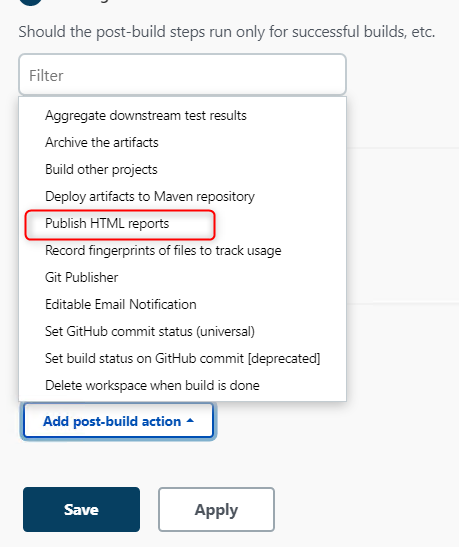 Should the post-build steps run only for successful builds, etc.
Filter
Aggregate downstream test results
Archive the artifacts
Build other projects
Deploy artifacts to Maven repository
Publish HTML reports
Record fingerprints of files to track usage
Git Publisher
Editable Email Notification
Set GitHub commit status (universal)
Set build status on GitHub commit [deprecated]
Delete workspace when build is done
Add post-build action
Save
Apply